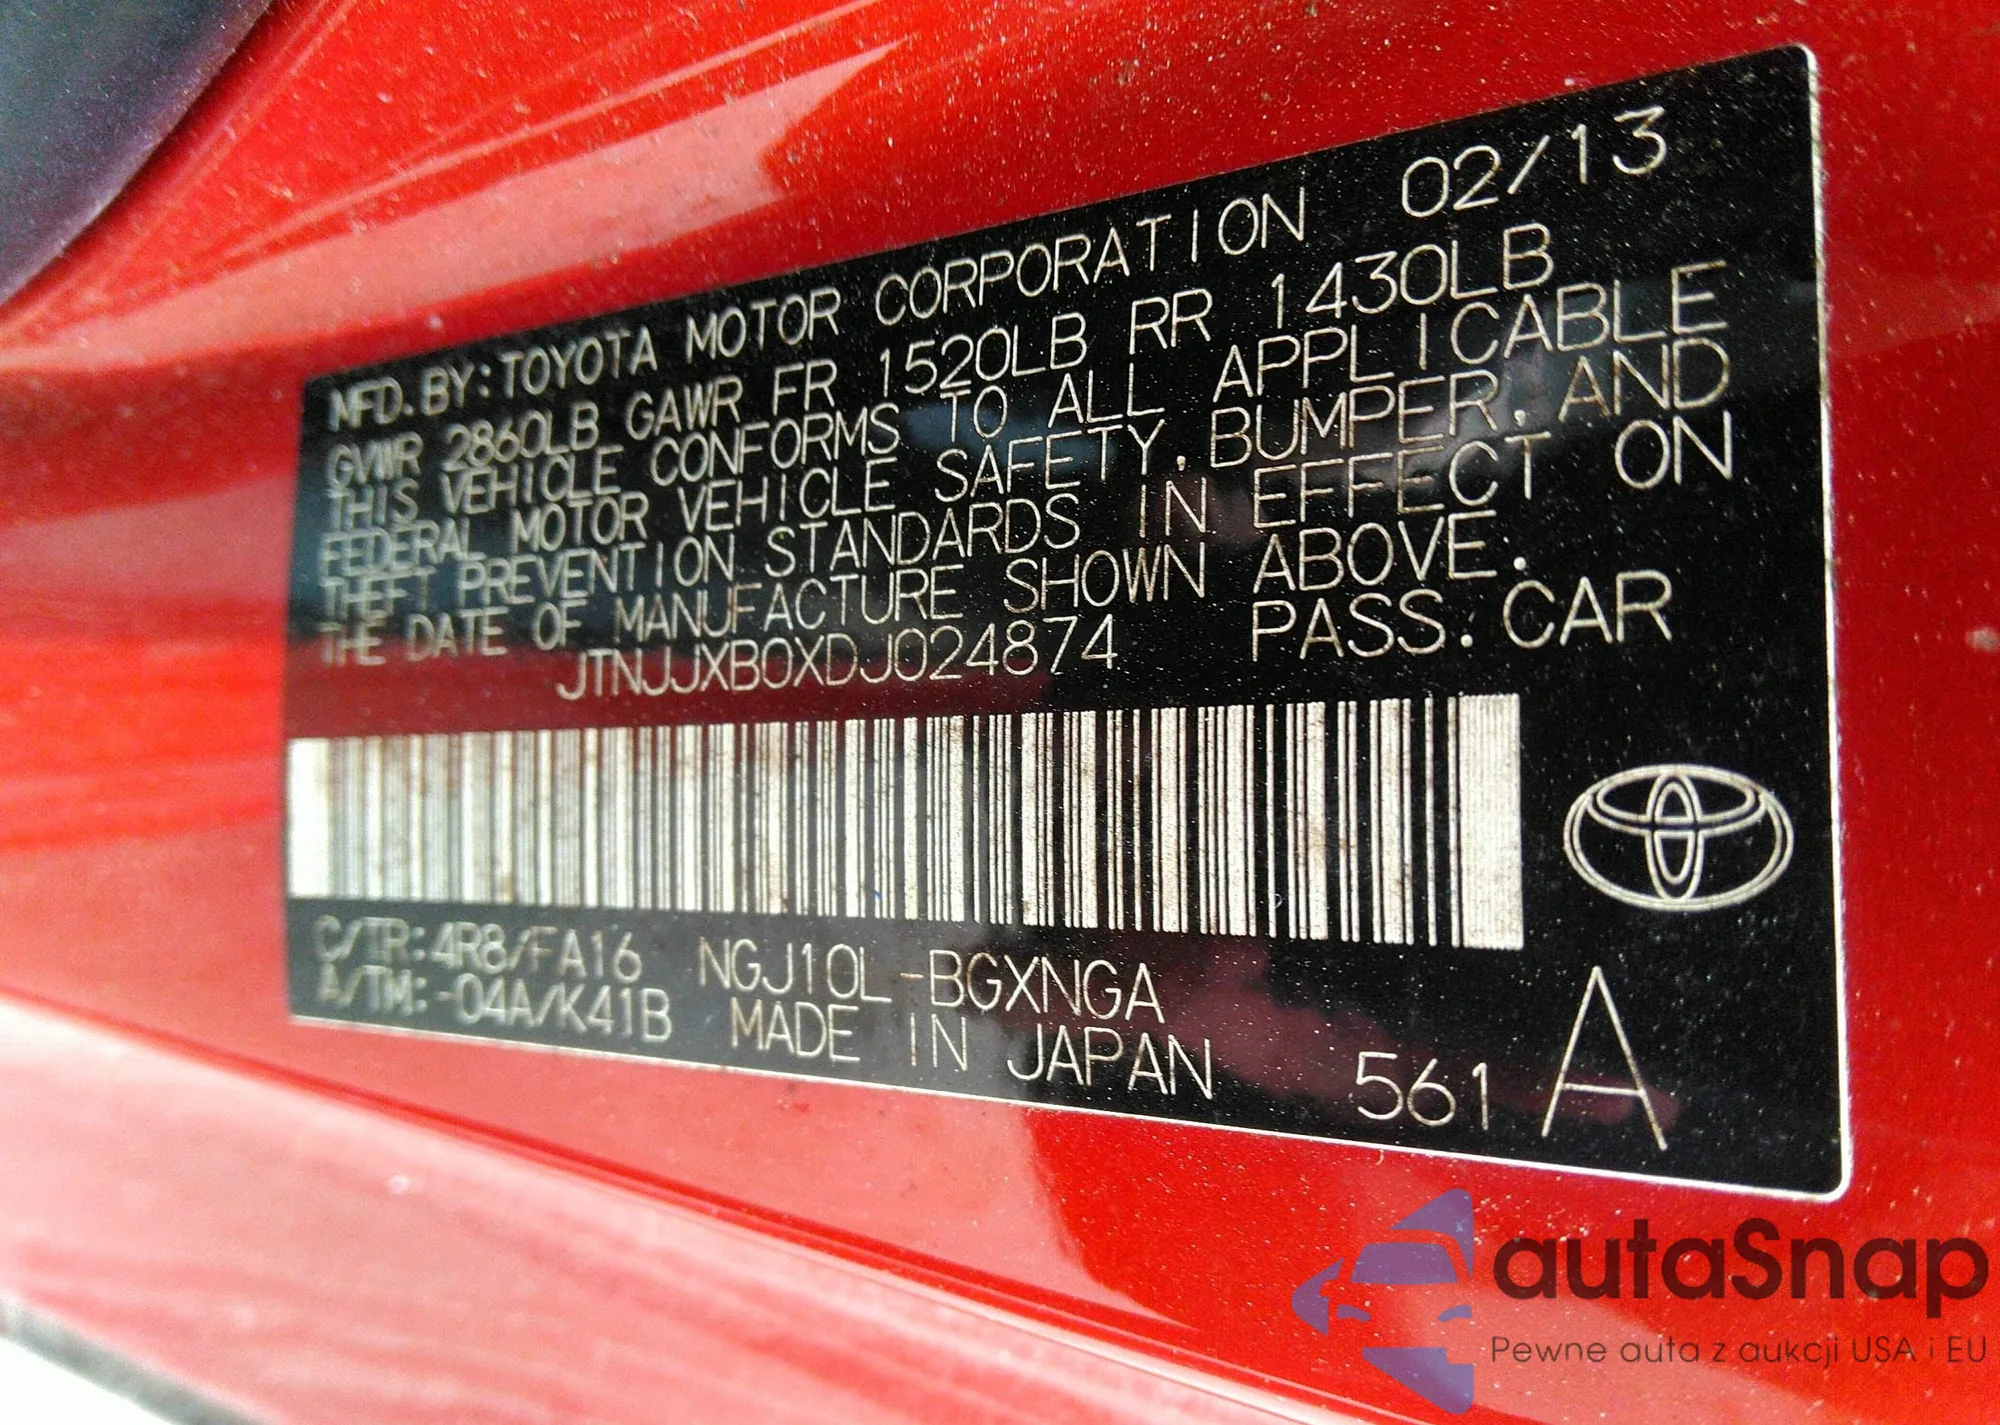 MFD.BY:TOYOTA MOTOR CORPORATION 02/13
GVWR 2860LB GAWR FR 1520LB RR 1430LB
THIS VEHICLE CONFORMS TO ALL APPLICABLE
FEDERAL MOTOR VEHICLE SAFETY, BUMPER, AND
THEFT PREVENTION STANDARDS IN EFFECT ON
THE DATE OF MANUFACTURE SHOWN ABOVE.
JTNJJXB0XDJ024874 PASS. CAR
C/TR:4R8/FA16 NGJ10L-BGXNGA
A/TM:-04A/K41B MADE IN JAPAN 561 A
autaSnap
Pewne auta z aukcji USA i EU